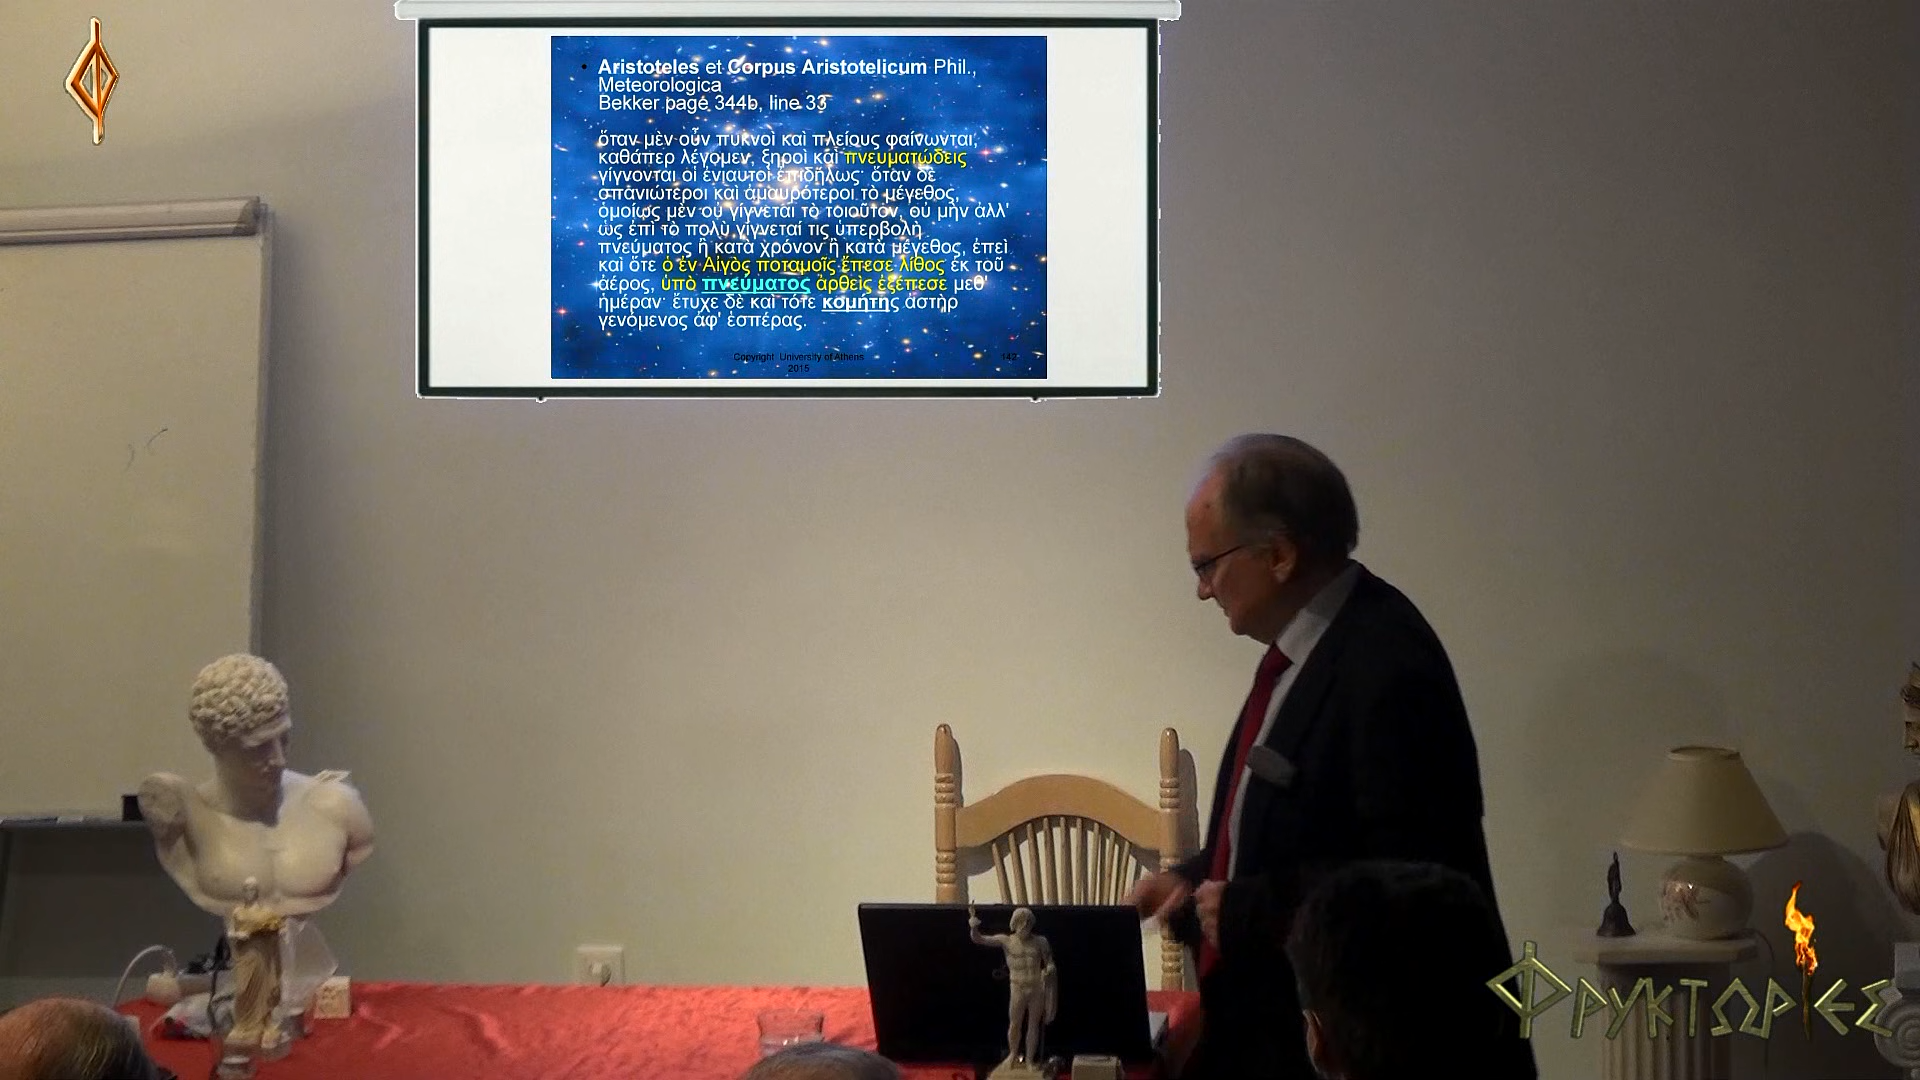 • Aristoteles et Corpus Aristotelicum Phil.,
Meteorologica
Bekker page 344b, line 33
ὅταν μὲν οὖν πυκνοὶ καὶ πλείους φαίνωνται,
καθάπερ λέγομεν, ξηροὶ καὶ πνευματώδεις
γίγνονται οἱ ἐνιαυτοὶ ἐπιδήλως· ὅταν δὲ
σπανιώτεροι καὶ ἀμαυρότεροι τὸ μέγεθος,
ὁμοίως μὲν οὐ γίγνεται τὸ τοιοῦτον, οὐ μὴν ἀλλ'
ὡς ἐπὶ τὸ πολὺ γίγνεταί τις ὑπερβολὴ
πνεύματος ἢ κατὰ χρόνον ἢ κατὰ μέγεθος, ἐπεὶ
καὶ ὅτε ὁ ἐν Αἰγὸς ποταμοῖς ἔπεσε λίθος ἐκ τοῦ
ἀέρος, ὑπὸ πνεύματος ἀρθεὶς ἐξέπεσε μεθ'
ἡμέραν· ἔτυχε δὲ καὶ τότε κομήτης ἀστὴρ
γενόμενος ἀφ' ἑσπέρας.
Copyright University of Athens
2015
142
Φρυκτωρίες